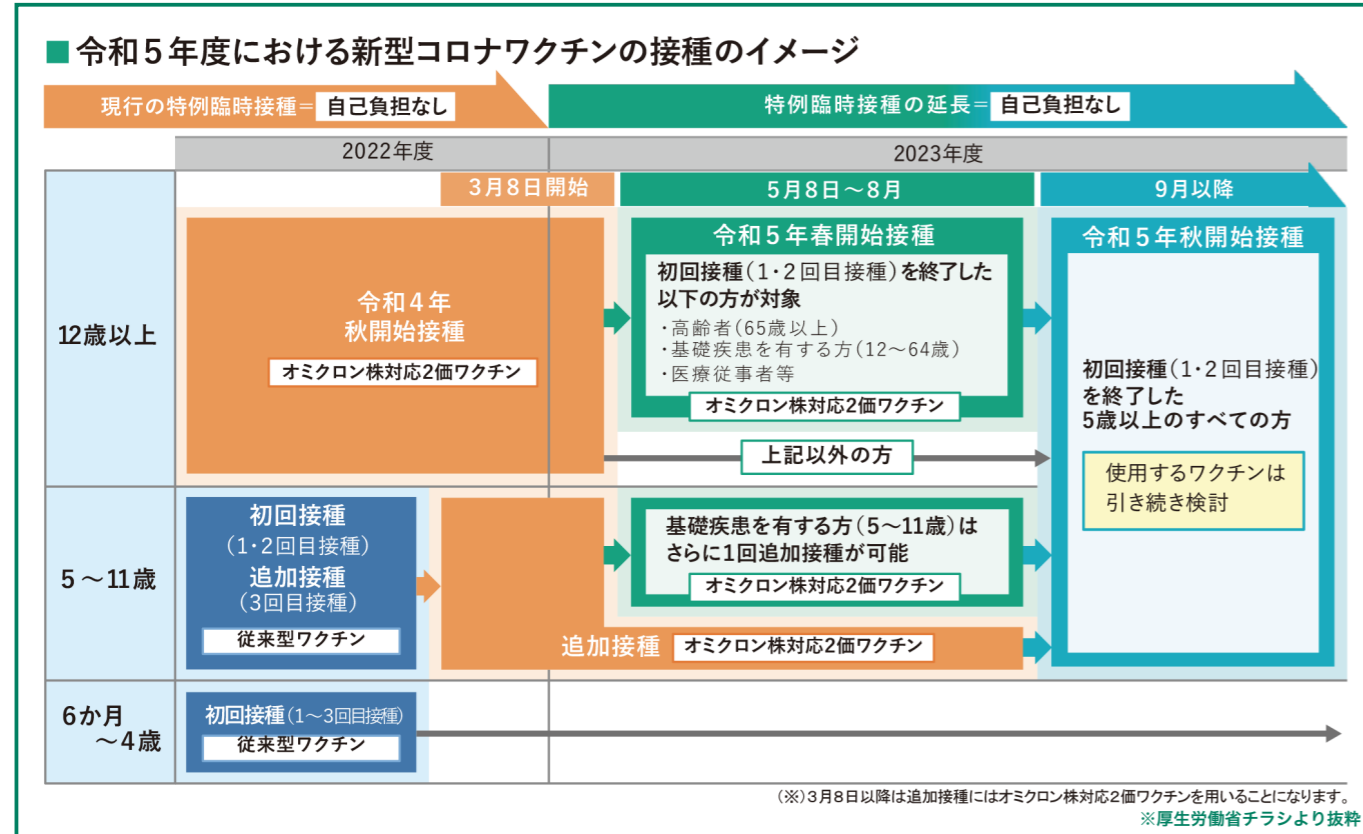 ■ 令和5年度における新型コロナワクチンの接種のイメージ
現行の特例臨時接種= 自己負担なし
特例臨時接種の延長= 自己負担なし
2022年度
2023年度
3月8日開始
5月8日~8月
9月以降
12歳以上
令和4年
秋開始接種
オミクロン株対応2価ワクチン
令和5年春開始接種
初回接種(1・2回目接種)を終了した
以下の方が対象
・高齢者(65歳以上)
・基礎疾患を有する方(12~64歳)
・医療従事者等
オミクロン株対応2価ワクチン
上記以外の方
令和5年秋開始接種
初回接種(1・2回目接種)
を終了した
5歳以上のすべての方
使用するワクチンは
引き続き検討
5~11歳
初回接種
(1・2回目接種)
追加接種
(3回目接種)
従来型ワクチン
基礎疾患を有する方(5~11歳)は
さらに1回追加接種が可能
オミクロン株対応2価ワクチン
追加接種 オミクロン株対応2価ワクチン
6か月
~4歳
初回接種(1~3回目接種)
従来型ワクチン
(※)3月8日以降は追加接種にはオミクロン株対応2価ワクチンを用いることになります。
※厚生労働省チラシより抜粋